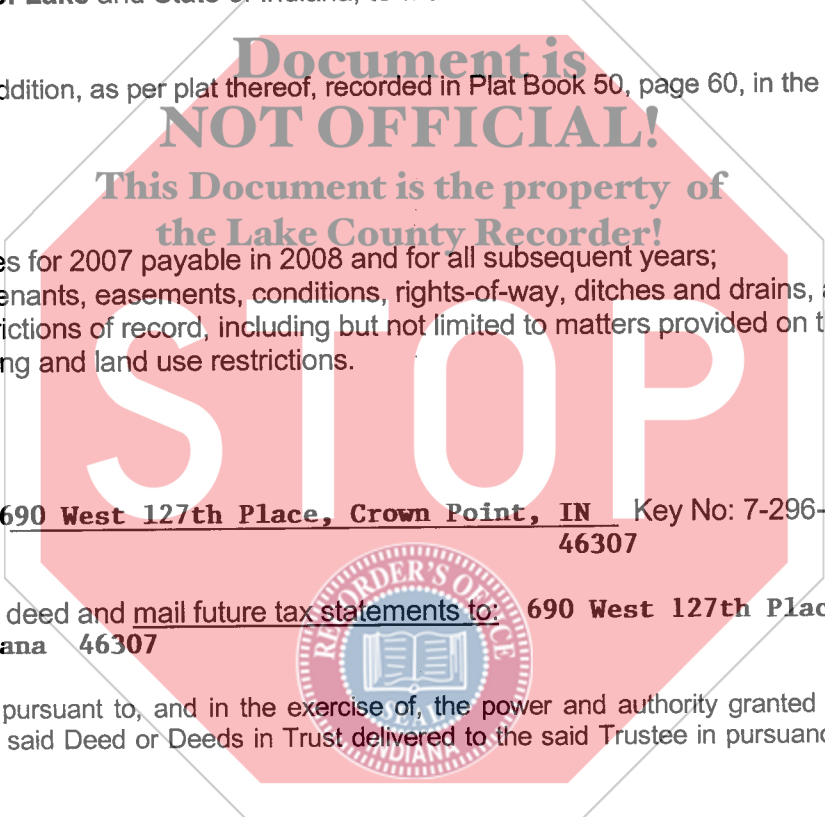 Lake and State of Indiana, to
Document is
ddition, as per plat thereof, recorded in Plat Book 50, page 60, in the
NOT OFFICIAL!
This Document is the property of
the Lake County Recorder!
es for 2007 payable in 2008 and for all subsequent years;
enants, easements, conditions, rights-of-way, ditches and drains, a
ictions of record, including but not limited to matters provided on t
ng and land use restrictions.
STOP
690 West 127th Place, Crown Point, IN Key No: 7-296-
46307
RECORDER'S OFFICE
deed and mail future tax statements to: 690 West 127th Plac
ana 46307
pursuant to, and in the exercise of, the power and authority granted
SEAL
said Deed or Deeds in Trust delivered to the said Trustee in pursuanc
INDIANA